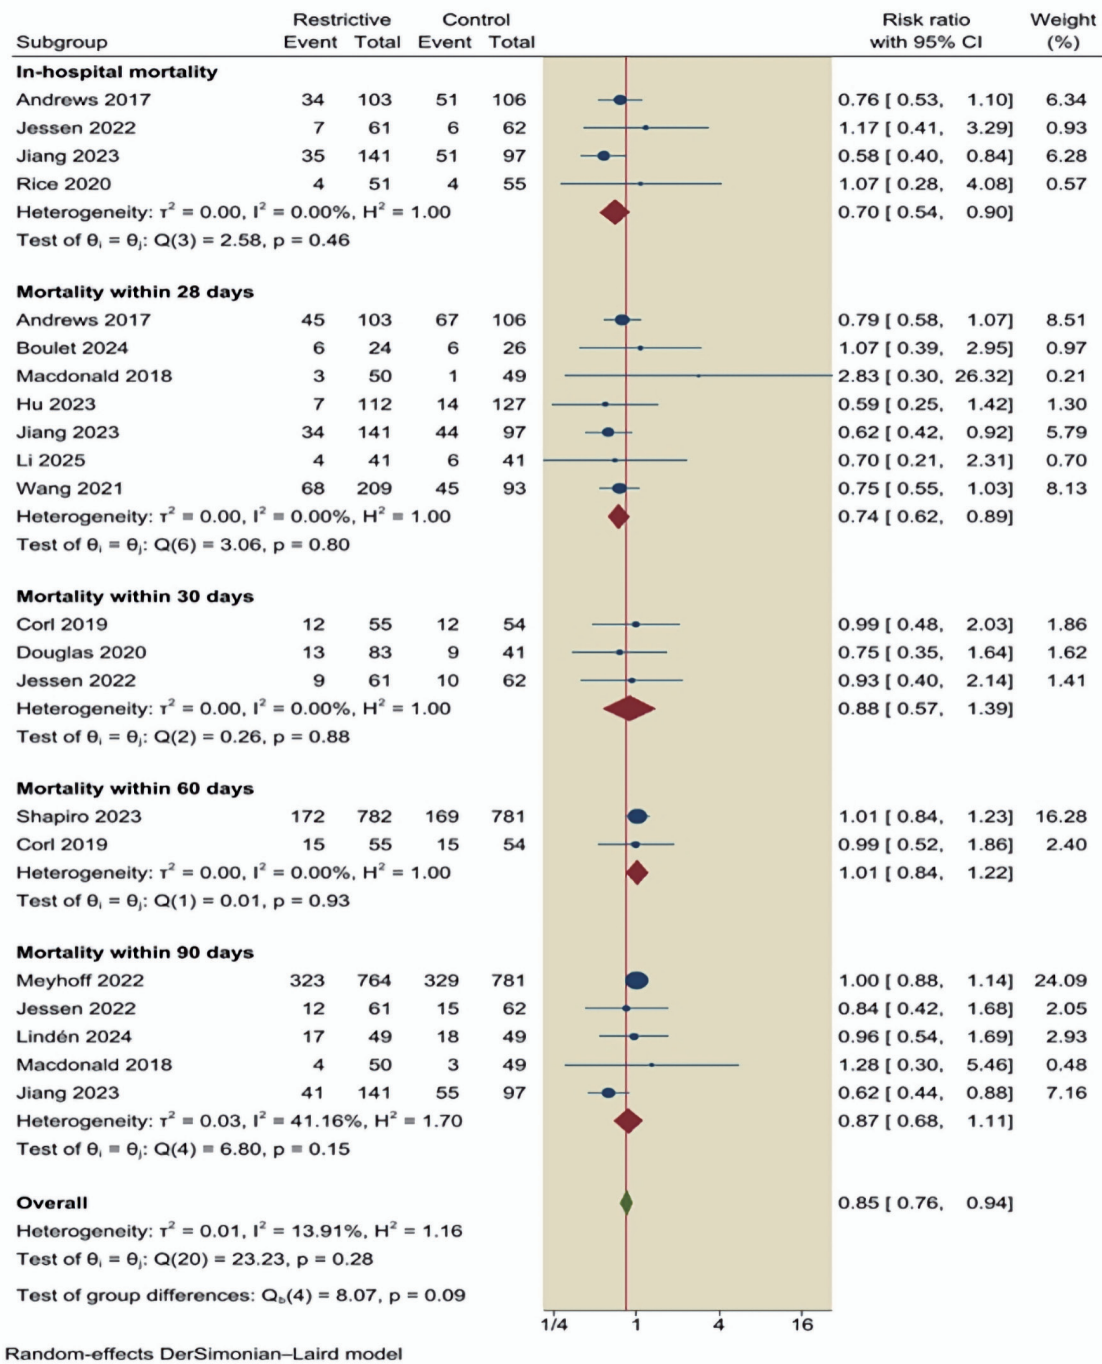 Restrictive Control Risk ratio Weight
Subgroup Event Total Event Total with 95% CI (%)
In-hospital mortality
Andrews 2017 34 103 51 106 0.76 [ 0.53, 1.10] 6.34
Jessen 2022 7 61 6 62 1.17 [ 0.41, 3.29] 0.93
Jiang 2023 35 141 51 97 0.58 [ 0.40, 0.84] 6.28
Rice 2020 4 51 4 55 1.07 [ 0.28, 4.08] 0.57
Heterogeneity: τ² = 0.00, I² = 0.00%, H² = 1.00 0.70 [ 0.54, 0.90]
Test of θᵢ = θⱼ: Q(3) = 2.58, p = 0.46
Mortality within 28 days
Andrews 2017 45 103 67 106 0.79 [ 0.58, 1.07] 8.51
Boulet 2024 6 24 6 26 1.07 [ 0.39, 2.95] 0.97
Macdonald 2018 3 50 1 49 2.83 [ 0.30, 26.32] 0.21
Hu 2023 7 112 14 127 0.59 [ 0.25, 1.42] 1.30
Jiang 2023 34 141 44 97 0.62 [ 0.42, 0.92] 5.79
Li 2025 4 41 6 41 0.70 [ 0.21, 2.31] 0.70
Wang 2021 68 209 45 93 0.75 [ 0.55, 1.03] 8.13
Heterogeneity: τ² = 0.00, I² = 0.00%, H² = 1.00 0.74 [ 0.62, 0.89]
Test of θᵢ = θⱼ: Q(6) = 3.06, p = 0.80
Mortality within 30 days
Corl 2019 12 55 12 54 0.99 [ 0.48, 2.03] 1.86
Douglas 2020 13 83 9 41 0.75 [ 0.35, 1.64] 1.62
Jessen 2022 9 61 10 62 0.93 [ 0.40, 2.14] 1.41
Heterogeneity: τ² = 0.00, I² = 0.00%, H² = 1.00 0.88 [ 0.57, 1.39]
Test of θᵢ = θⱼ: Q(2) = 0.26, p = 0.88
Mortality within 60 days
Shapiro 2023 172 782 169 781 1.01 [ 0.84, 1.23] 16.28
Corl 2019 15 55 15 54 0.99 [ 0.52, 1.86] 2.40
Heterogeneity: τ² = 0.00, I² = 0.00%, H² = 1.00 1.01 [ 0.84, 1.22]
Test of θᵢ = θⱼ: Q(1) = 0.01, p = 0.93
Mortality within 90 days
Meyhoff 2022 323 764 329 781 1.00 [ 0.88, 1.14] 24.09
Jessen 2022 12 61 15 62 0.84 [ 0.42, 1.68] 2.05
Lindén 2024 17 49 18 49 0.96 [ 0.54, 1.69] 2.93
Macdonald 2018 4 50 3 49 1.28 [ 0.30, 5.46] 0.48
Jiang 2023 41 141 55 97 0.62 [ 0.44, 0.88] 7.16
Heterogeneity: τ² = 0.03, I² = 41.16%, H² = 1.70 0.87 [ 0.68, 1.11]
Test of θᵢ = θⱼ: Q(4) = 6.80, p = 0.15
Overall 0.85 [ 0.76, 0.94]
Heterogeneity: τ² = 0.01, I² = 13.91%, H² = 1.16
Test of θᵢ = θⱼ: Q(20) = 23.23, p = 0.28
Test of group differences: Q_b(4) = 8.07, p = 0.09
1/4 1 4 16
Random-effects DerSimonian–Laird model